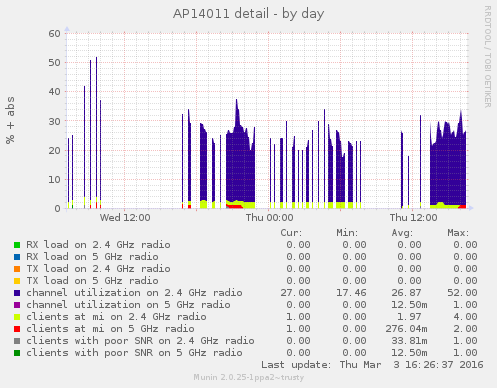 AP14011 detail - by day
RRDTOOL / TOBI OETIKER
% + abs
60
50
40
30
20
10
0
Wed 12:00 Thu 00:00 Thu 12:00
Cur: Min: Avg: Max:
RX load on 2.4 GHz radio 0.00 0.00 0.00 0.00
RX load on 5 GHz radio 0.00 0.00 0.00 0.00
TX load on 2.4 GHz radio 0.00 0.00 0.00 0.00
TX load on 5 GHz radio 0.00 0.00 0.00 0.00
channel utilization on 2.4 GHz radio 27.00 17.46 26.87 52.00
channel utilization on 5 GHz radio 0.00 0.00 12.50m 1.00
clients at mi on 2.4 GHz radio 1.00 0.00 1.97 4.00
clients at mi on 5 GHz radio 1.00 0.00 276.04m 2.00
clients with poor SNR on 2.4 GHz radio 0.00 0.00 33.81m 1.00
clients with poor SNR on 5 GHz radio 0.00 0.00 12.50m 1.00
Last update: Thu Mar 3 16:26:37 2016
Munin 2.0.25-1ppa2~trusty